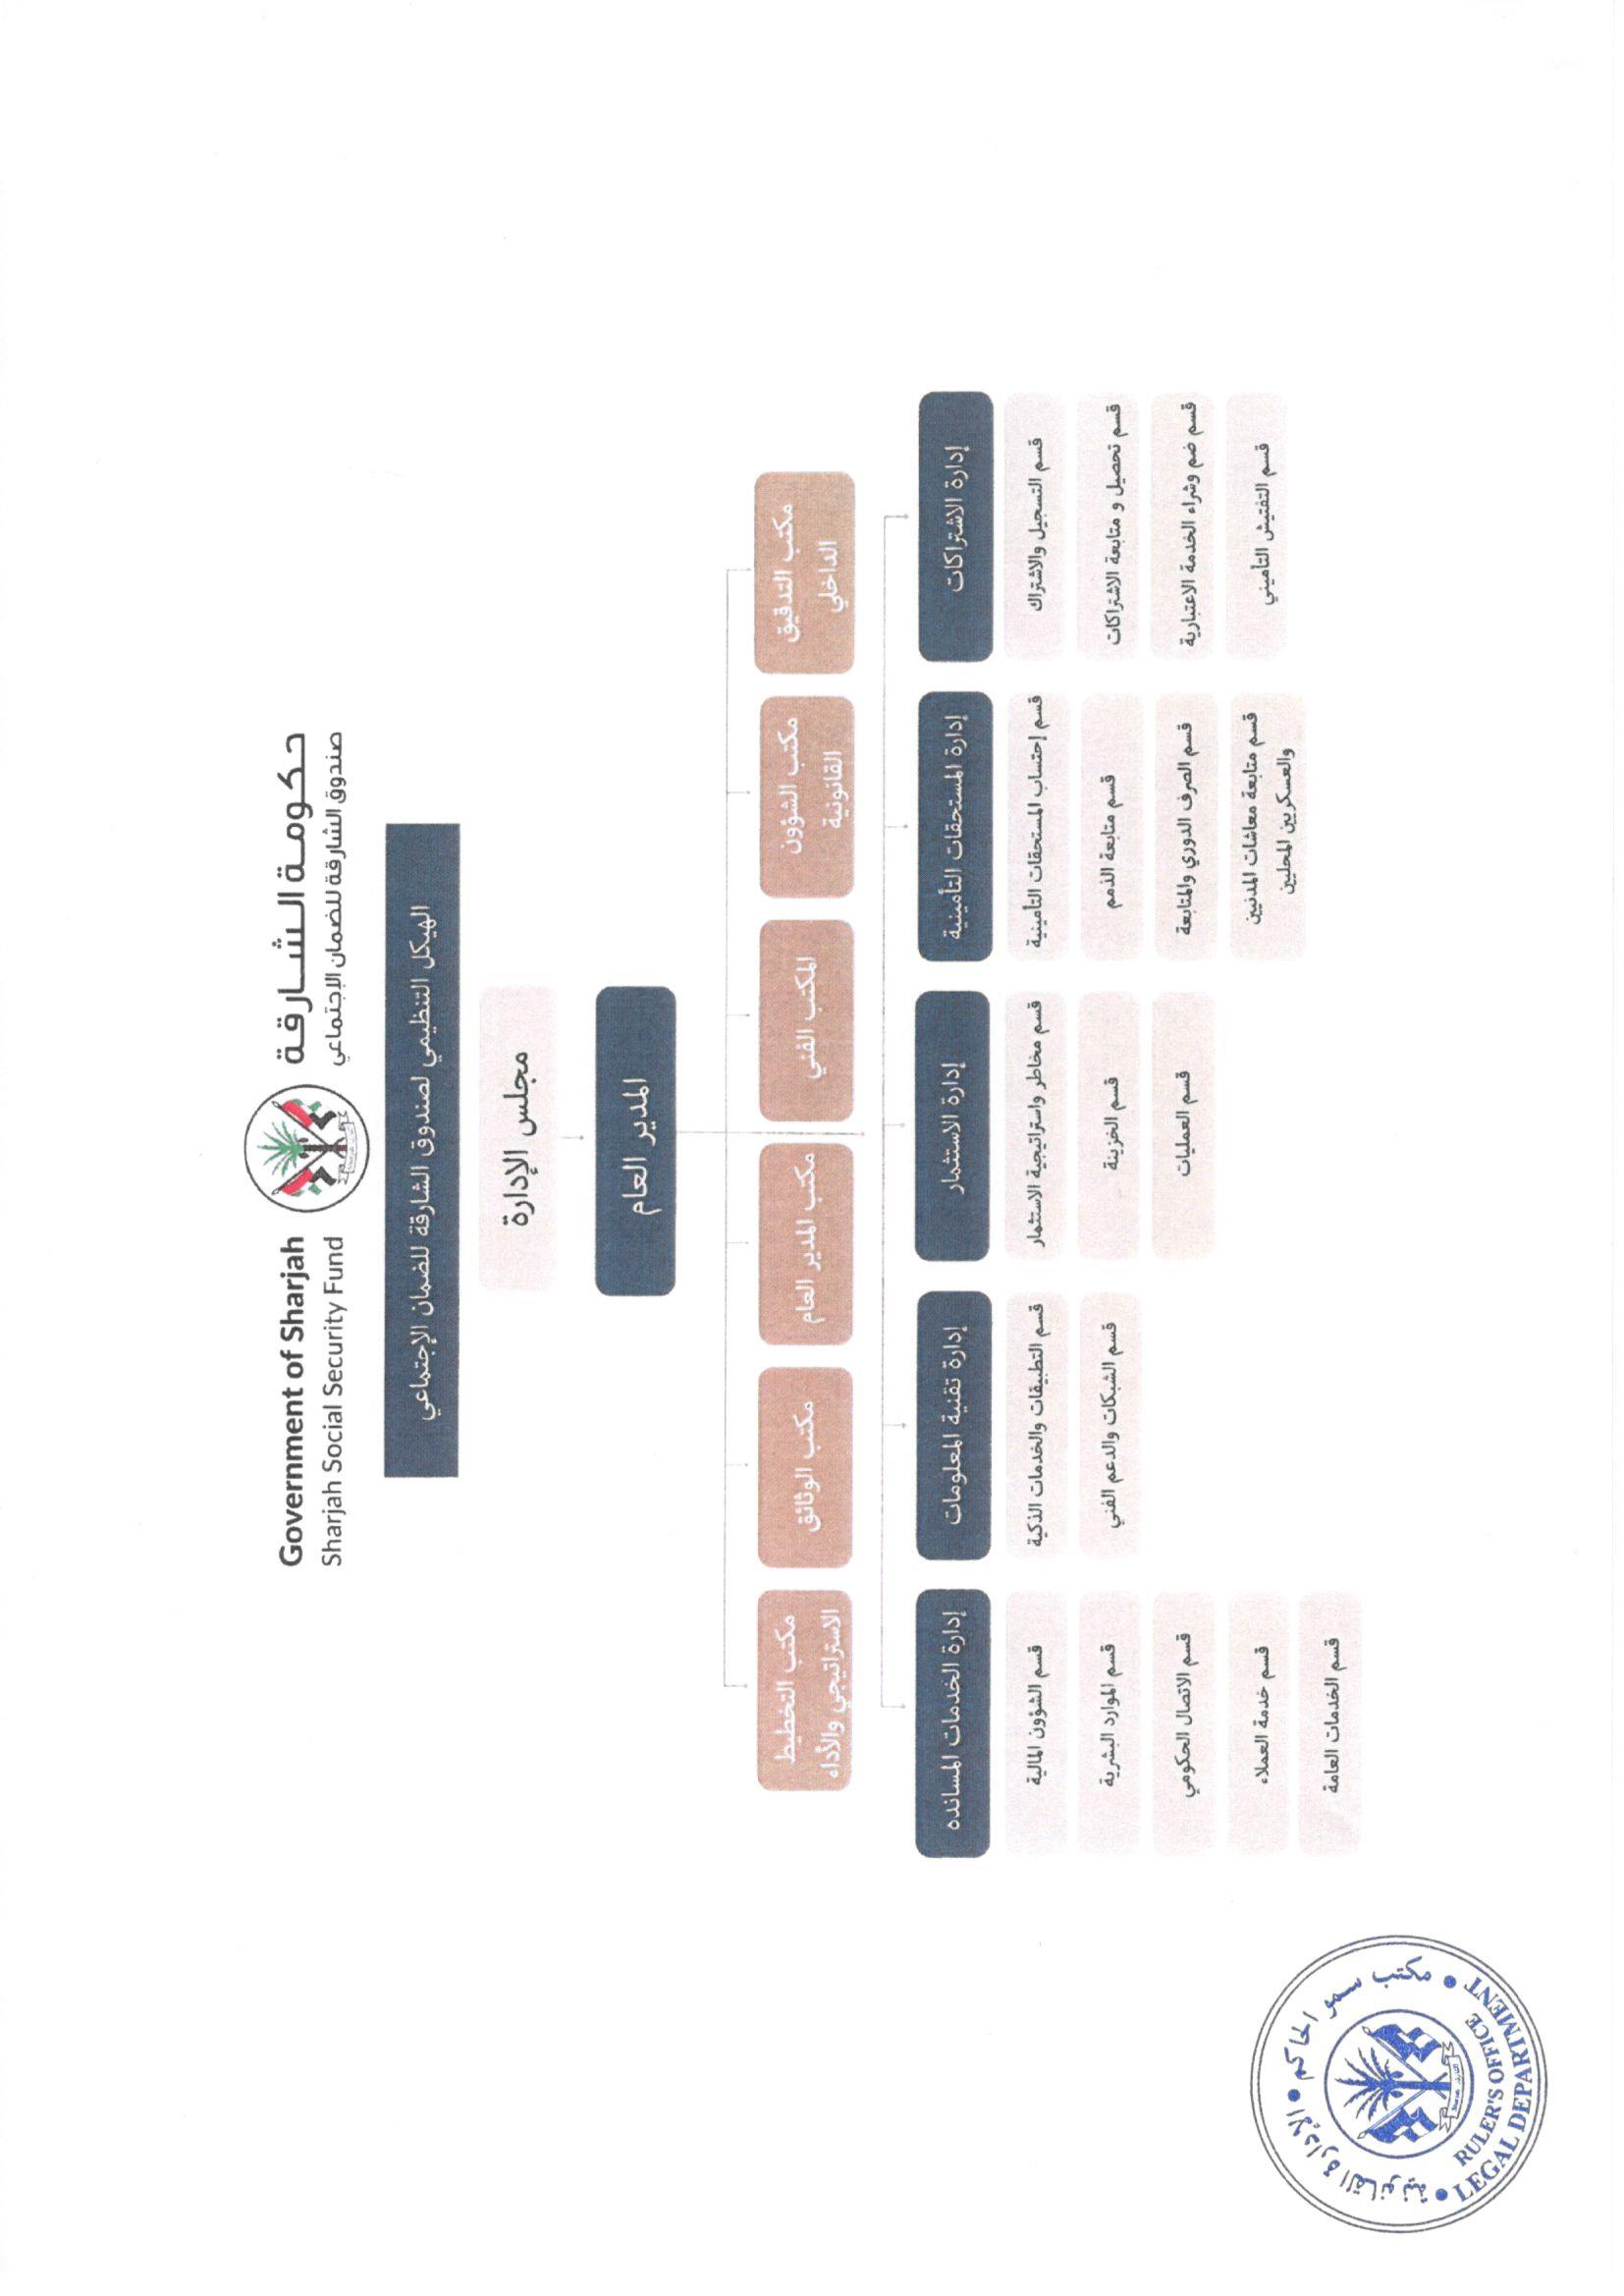 Government of Sharjah
Sharjah Social Security Fund
حكومة الشارقة
صندوق الشارقة للضمان الإجتماعي
الهيكل التنظيمي لصندوق الشارقة للضمان الإجتماعي
مجلس الإدارة
المدير العام
مكتب التدقيق
الداخلي
مكتب الشؤون
القانونية
المكتب الفني
مكتب المدير العام
مكتب الوثائق
مكتب التخطيط
الاستراتيجي والأداء
إدارة الاشتراكات
قسم التسجيل والاشتراك
قسم تحصيل و متابعة الاشتراكات
قسم ضم وشراء الخدمة الاعتبارية
قسم التفتيش التأميني
إدارة المستحقات التأمينية
قسم إحتساب المستحقات التأمينية
قسم متابعة الذمم
قسم الصرف الدوري والمتابعة
قسم متابعة معاشات المدنيين
والعسكريين المحليين
إدارة الاستثمار
قسم مخاطر واستراتيجية الاستثمار
قسم الخزينة
قسم العمليات
إدارة تقنية المعلومات
قسم التطبيقات والخدمات الذكية
قسم الشبكات والدعم الفني
إدارة الخدمات المسانده
قسم الشؤون المالية
قسم الموارد البشرية
قسم الاتصال الحكومي
قسم خدمة العملاء
قسم الخدمات العامة
مكتب سمو الحاكم • الإدارة القانونية
RULER'S OFFICE
LEGAL DEPARTMENT